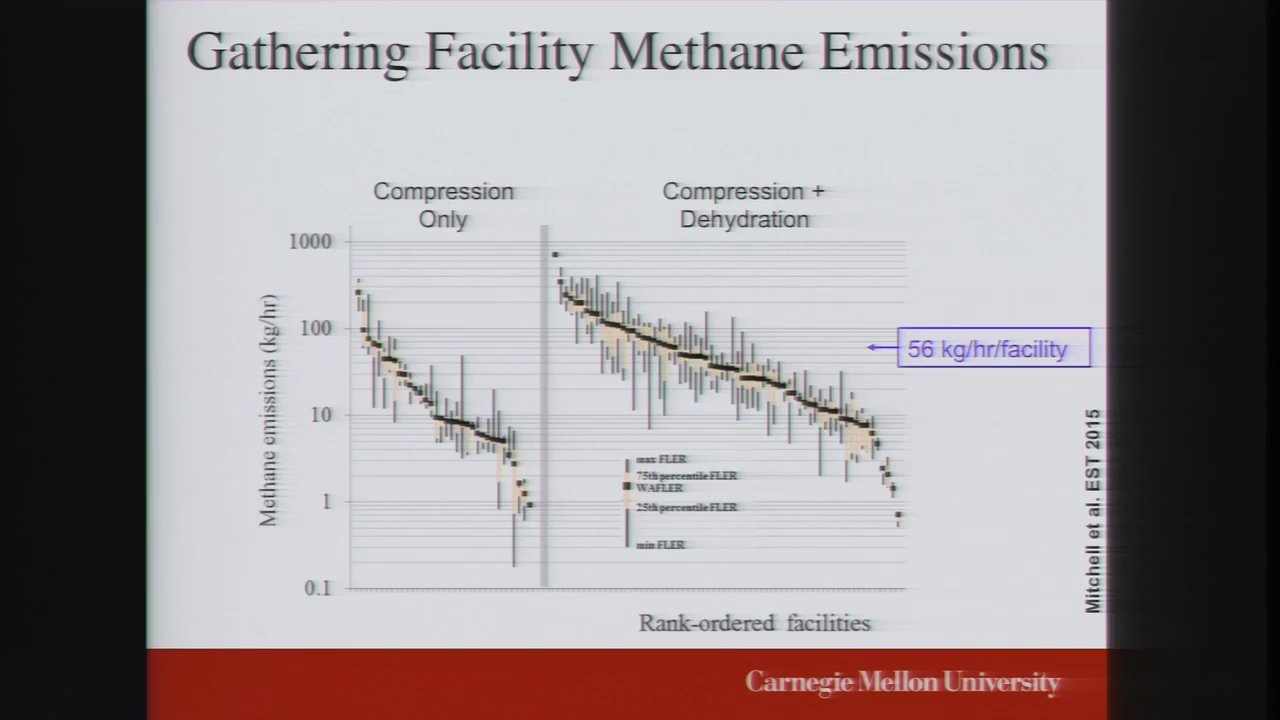 Gathering Facility Methane Emissions
Compression
Only
Compression +
Dehydration
1000
100
10
1
0.1
Methane emissions (kg/hr)
56 kg/hr/facility
max FLER
75th percentile FLER
WAFLER
25th percentile FLER
min FLER
Mitchell et al. EST 2015
Rank-ordered facilities
Carnegie Mellon University